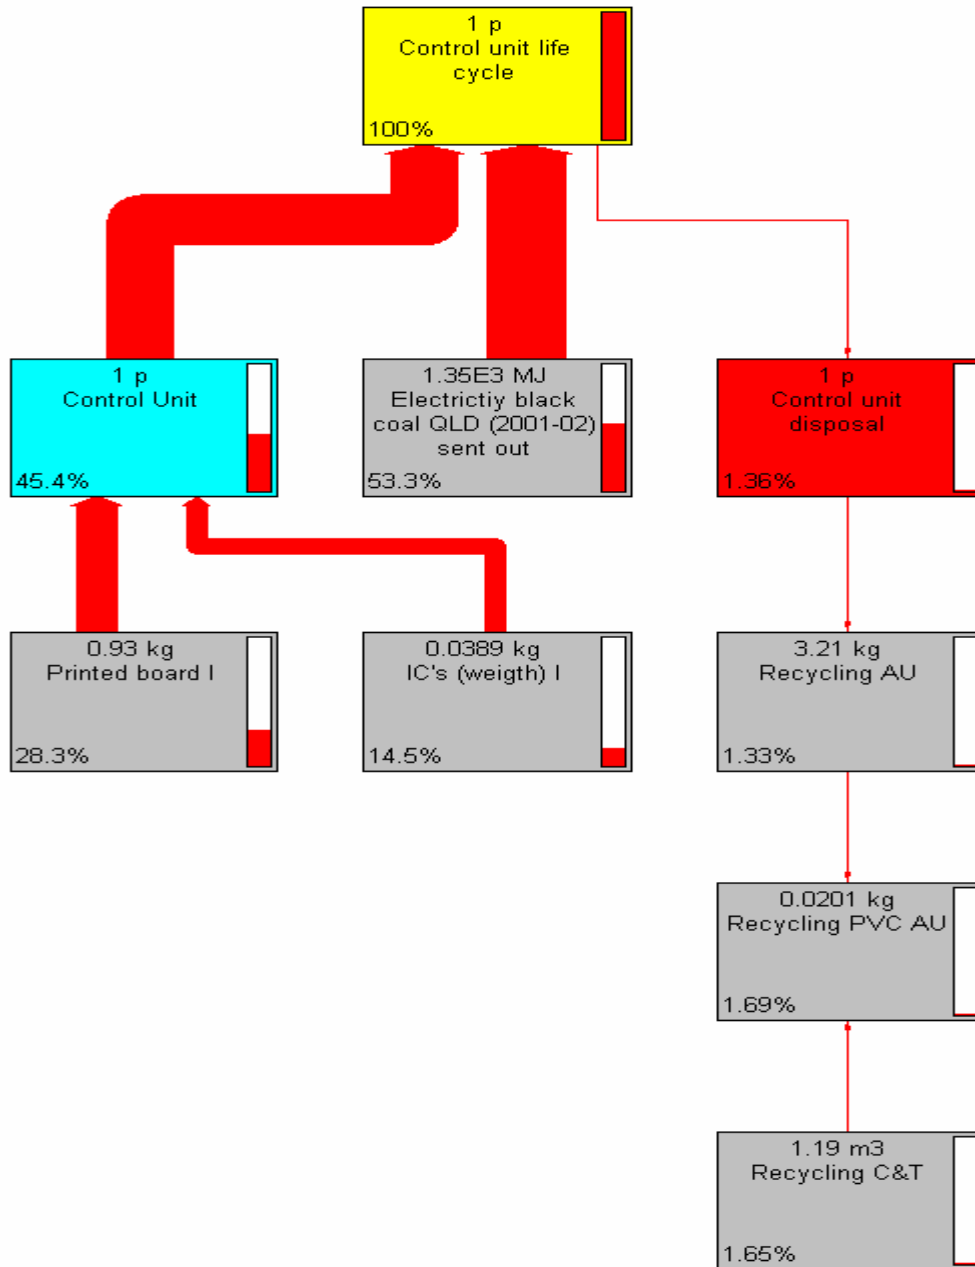 1 p
Control unit life
cycle
100%
1 p
Control Unit
45.4%
1.35E3 MJ
Electrictiy black
coal QLD (2001-02)
sent out
53.3%
1 p
Control unit
disposal
1.36%
0.93 kg
Printed board I
28.3%
0.0389 kg
IC's (weigth) I
14.5%
3.21 kg
Recycling AU
1.33%
0.0201 kg
Recycling PVC AU
1.69%
1.19 m3
Recycling C&T
1.65%